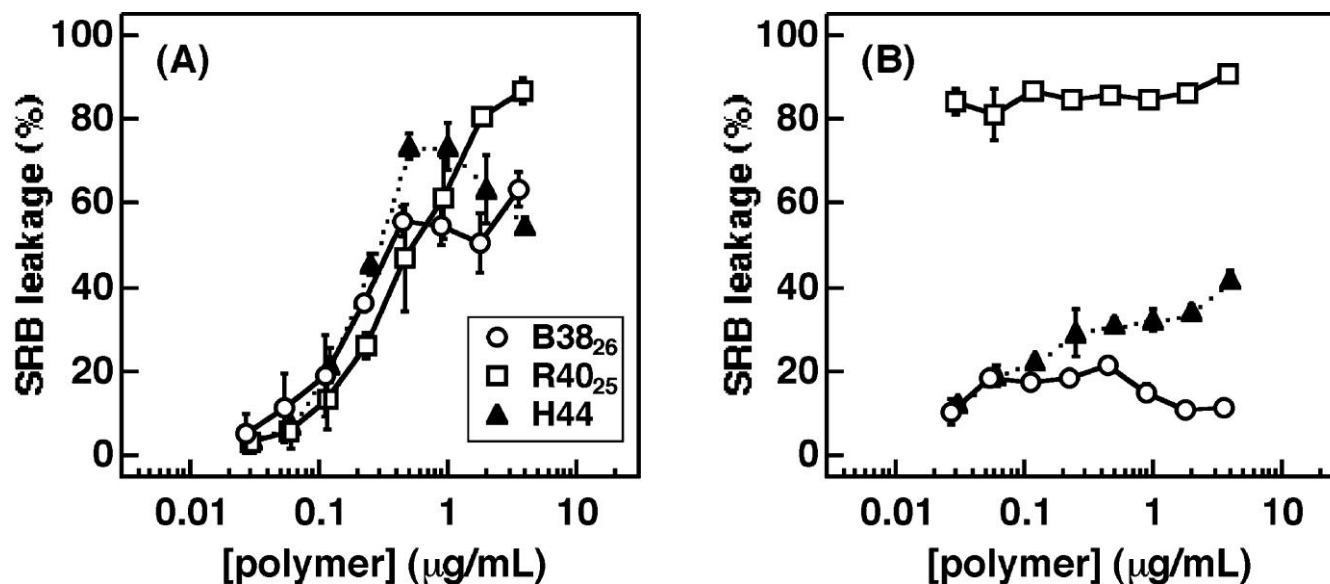 (A)
SRB leakage (%)
100
80
60
40
20
0
B38₂₆
R40₂₅
H44
0.01 0.1 1 10
[polymer] (μg/mL)
(B)
SRB leakage (%)
100
80
60
40
20
0
0.01 0.1 1 10
[polymer] (μg/mL)